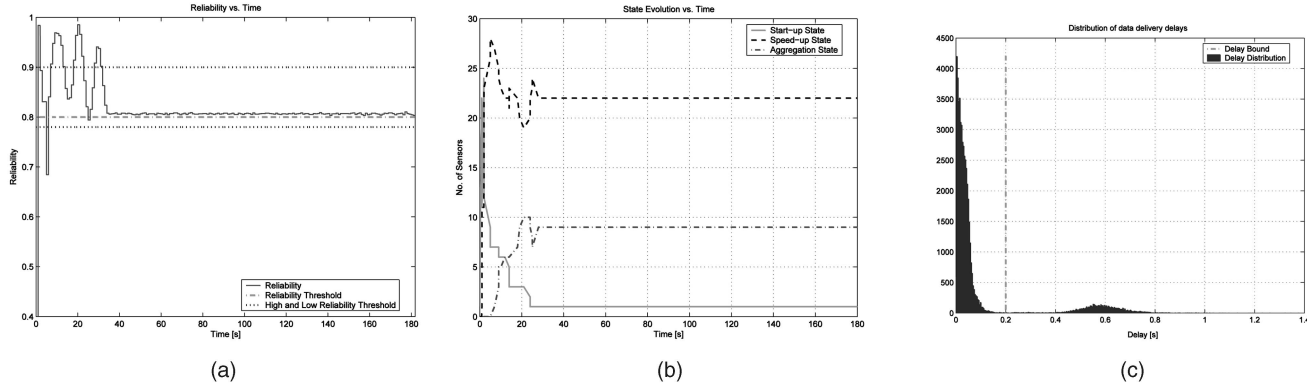 Reliability vs. Time
1
0.9
0.8
0.7
0.6
0.5
0.4
Reliability
Reliability
Reliability Threshold
High and Low Reliability Threshold
0 20 40 60 80 100 120 140 160 180
Time [s]
(a)
State Evolution vs. Time
30
25
20
15
10
5
0
No. of Sensors
Start-up State
Speed-up State
Aggregation State
0 20 40 60 80 100 120 140 160 180
Time [s]
(b)
Distribution of data delivery delays
4500
4000
3500
3000
2500
2000
1500
1000
500
0
Delay Bound
Delay Distribution
0 0.2 0.4 0.6 0.8 1 1.2 1.4
Delay [s]
(c)